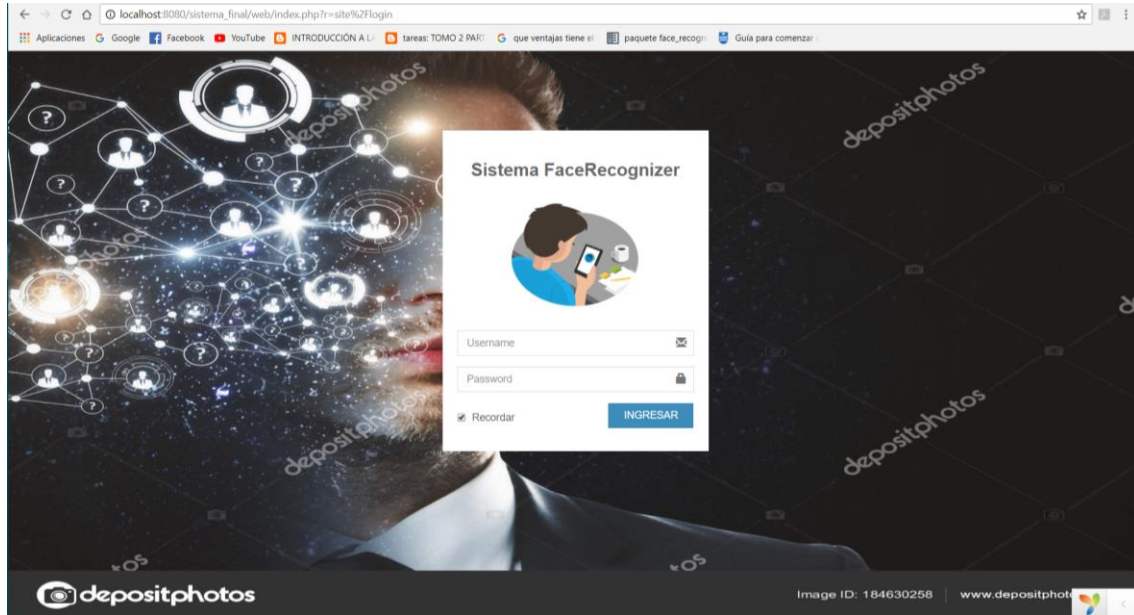 localhost:8080/sistema_final/web/index.php?r=site%2Flogin
Aplicaciones Google Facebook YouTube INTRODUCCIÓN A L tareas: TOMO 2 PAR que ventajas tiene el paquete face_recogn Guía para comenzar
depositphotos
depositphotos
Sistema FaceRecognizer
Username
Password
Recordar INGRESAR
depositphotos
depositphotos
depositphotos Image ID: 184630258 www.depositphot